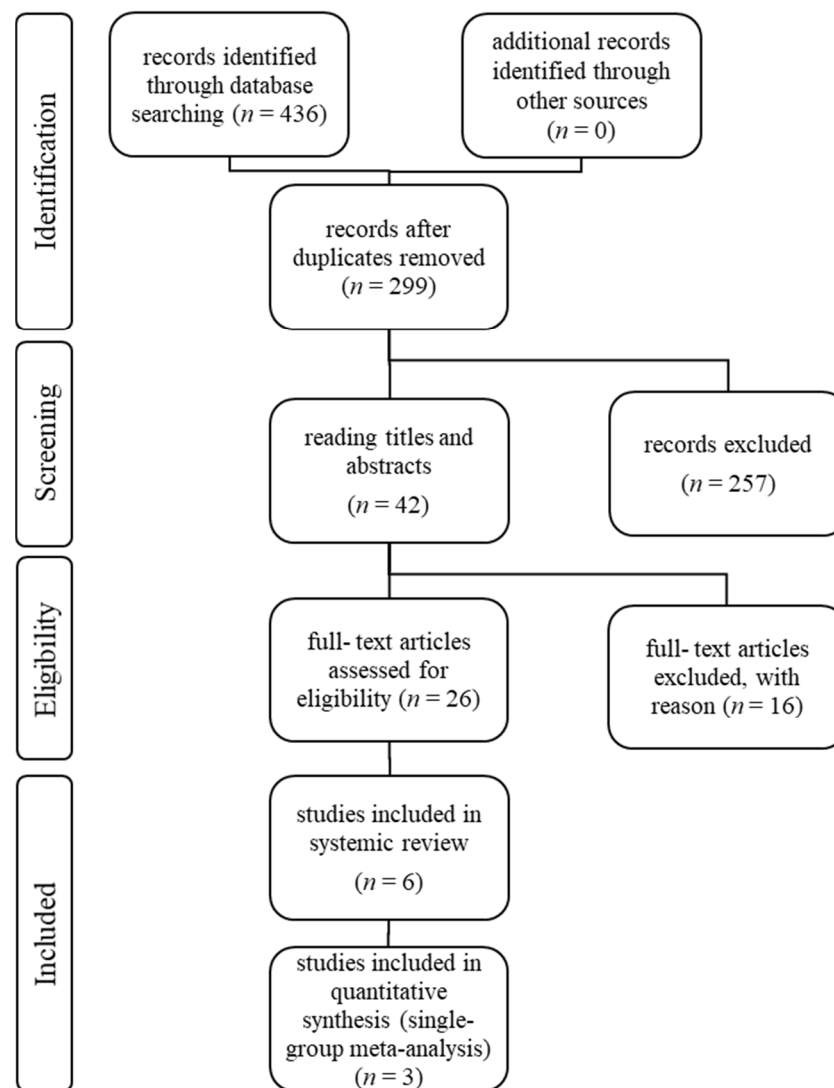 Identification
records identified
through database
searching (n = 436)
additional records
identified through
other sources
(n = 0)
records after
duplicates removed
(n = 299)
Screening
reading titles and
abstracts
(n = 42)
records excluded
(n = 257)
Eligibility
full- text articles
assessed for
eligibility (n = 26)
full- text articles
excluded, with
reason (n = 16)
Included
studies included in
systemic review
(n = 6)
studies included in
quantitative
synthesis (single-
group meta-analysis)
(n = 3)